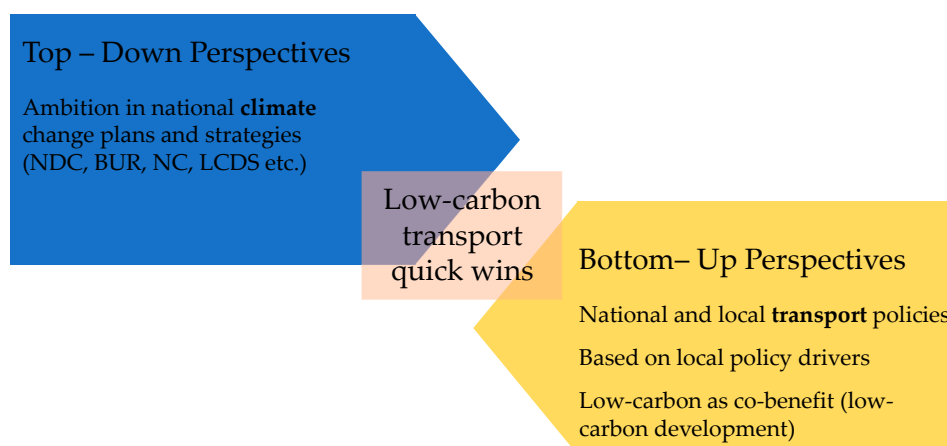 Top – Down Perspectives
Ambition in national climate
change plans and strategies
(NDC, BUR, NC, LCDS etc.)
Low-carbon
transport
quick wins
Bottom– Up Perspectives
National and local transport policies
Based on local policy drivers
Low-carbon as co-benefit (low-
carbon development)